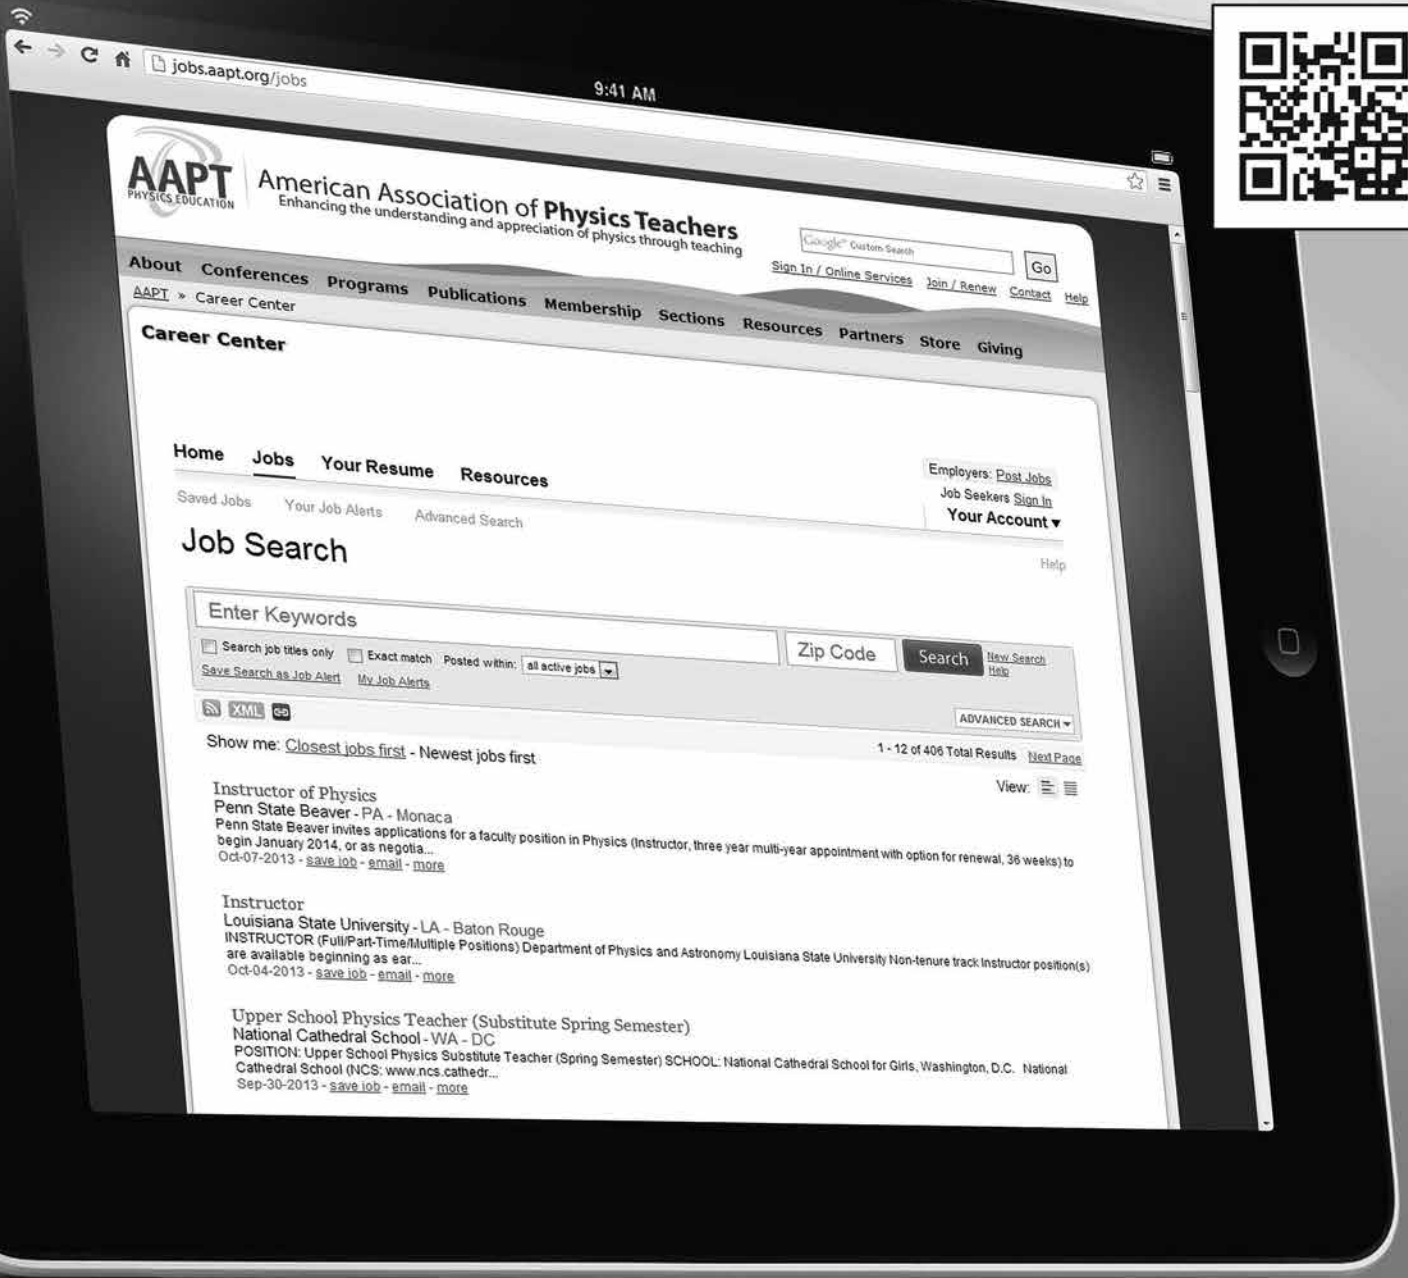 jobs.aapt.org/jobs
9:41 AM
AAPT
PHYSICS EDUCATION
American Association of Physics Teachers
Enhancing the understanding and appreciation of physics through teaching
Google™ Custom Search
Go
Sign In / Online Services Join / Renew Contact Help
About Conferences Programs Publications Membership Sections Resources Partners Store Giving
AAPT » Career Center
Career Center
Home Jobs Your Resume Resources
Employers: Post Jobs
Job Seekers Sign In
Your Account ▾
Saved Jobs Your Job Alerts Advanced Search
Help
Job Search
Enter Keywords
Zip Code
Search
New Search
Help
Search job titles only Exact match Posted within: all active jobs
Save Search as Job Alert My Job Alerts
ADVANCED SEARCH ▾
XML
1 - 12 of 406 Total Results Next Page
Show me: Closest jobs first - Newest jobs first
View:
Instructor of Physics
Penn State Beaver - PA - Monaca
Penn State Beaver invites applications for a faculty position in Physics (Instructor, three year multi-year appointment with option for renewal, 36 weeks) to
begin January 2014, or as negotia...
Oct-07-2013 - save job - email - more
Instructor
Louisiana State University - LA - Baton Rouge
INSTRUCTOR (Full/Part-Time/Multiple Positions) Department of Physics and Astronomy Louisiana State University Non-tenure track Instructor position(s)
are available beginning as ear...
Oct-04-2013 - save job - email - more
Upper School Physics Teacher (Substitute Spring Semester)
National Cathedral School - WA - DC
POSITION: Upper School Physics Substitute Teacher (Spring Semester) SCHOOL: National Cathedral School for Girls, Washington, D.C. National
Cathedral School (NCS: www.ncs.cathedr...
Sep-30-2013 - save job - email - more